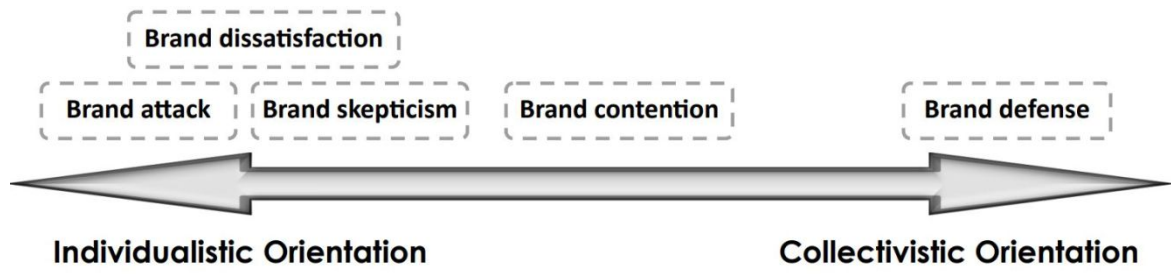 Brand dissatisfaction
Brand attack
Brand skepticism
Brand contention
Brand defense
Individualistic Orientation
Collectivistic Orientation